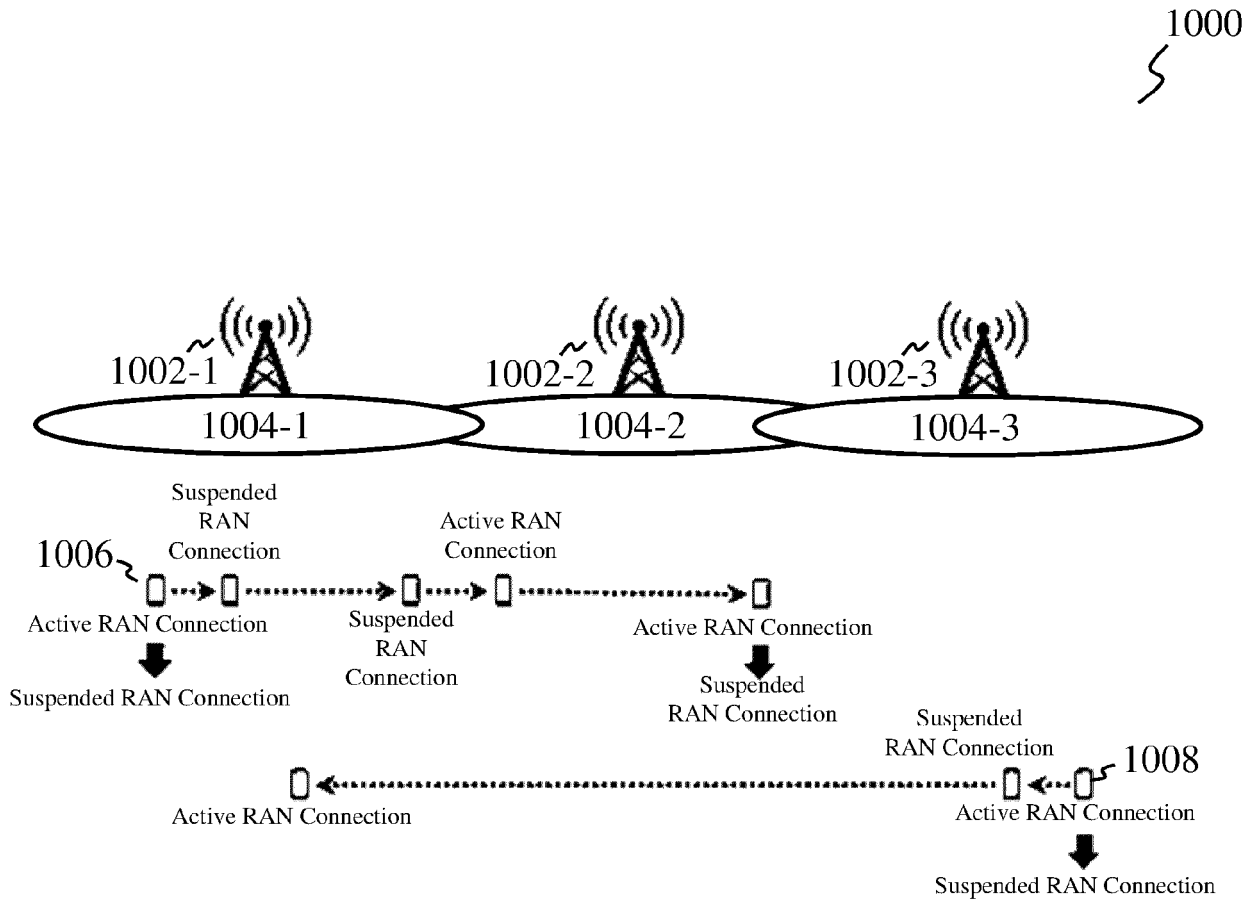 1000
1002-1
1002-2
1002-3
1004-1
1004-2
1004-3
Suspended
RAN
Connection
Active RAN
Connection
1006
Active RAN Connection
Suspended
RAN
Connection
Active RAN Connection
Suspended RAN Connection
Suspended
RAN Connection
Suspended
RAN Connection
1008
Active RAN Connection
Active RAN Connection
Suspended RAN Connection